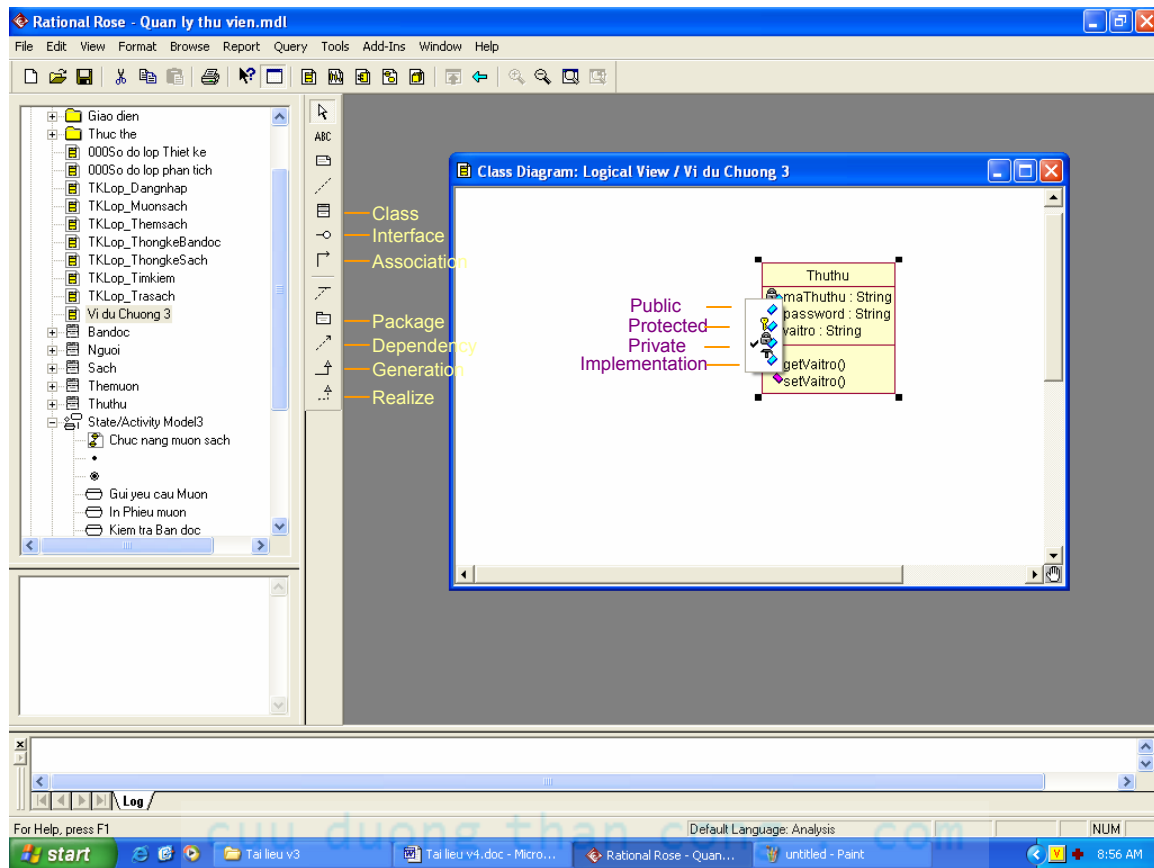 Rational Rose - Quan ly thu vien.mdl
File Edit View Format Browse Report Query Tools Add-Ins Window Help
ABC
Giao dien
Thuc the
000So do lop Thiet ke
000So do lop phan tich
TKLop_Dangnhap
TKLop_Muonsach
TKLop_Themsach
TKLop_ThongkeBandoc
TKLop_ThongkeSach
TKLop_Timkiem
TKLop_Trasach
Vi du Chuong 3
Bandoc
Nguoi
Sach
Themuon
Thuthu
State/Activity Model3
Chuc nang muon sach
Gui yeu cau Muon
In Phieu muon
Kiem tra Ban doc
Class
Interface
Association
Package
Dependency
Generation
Realize
Class Diagram: Logical View / Vi du Chuong 3
Thuthu
maThuthu : String
password : String
vaitro : String
getVaitro()
setVaitro()
Public
Protected
Private
Implementation
Log
For Help, press F1
Default Language: Analysis
NUM
cuu duong than cong . com
start
Tai lieu v3
Tai lieu v4.doc - Micro...
Rational Rose - Quan...
untitled - Paint
V
8:56 AM